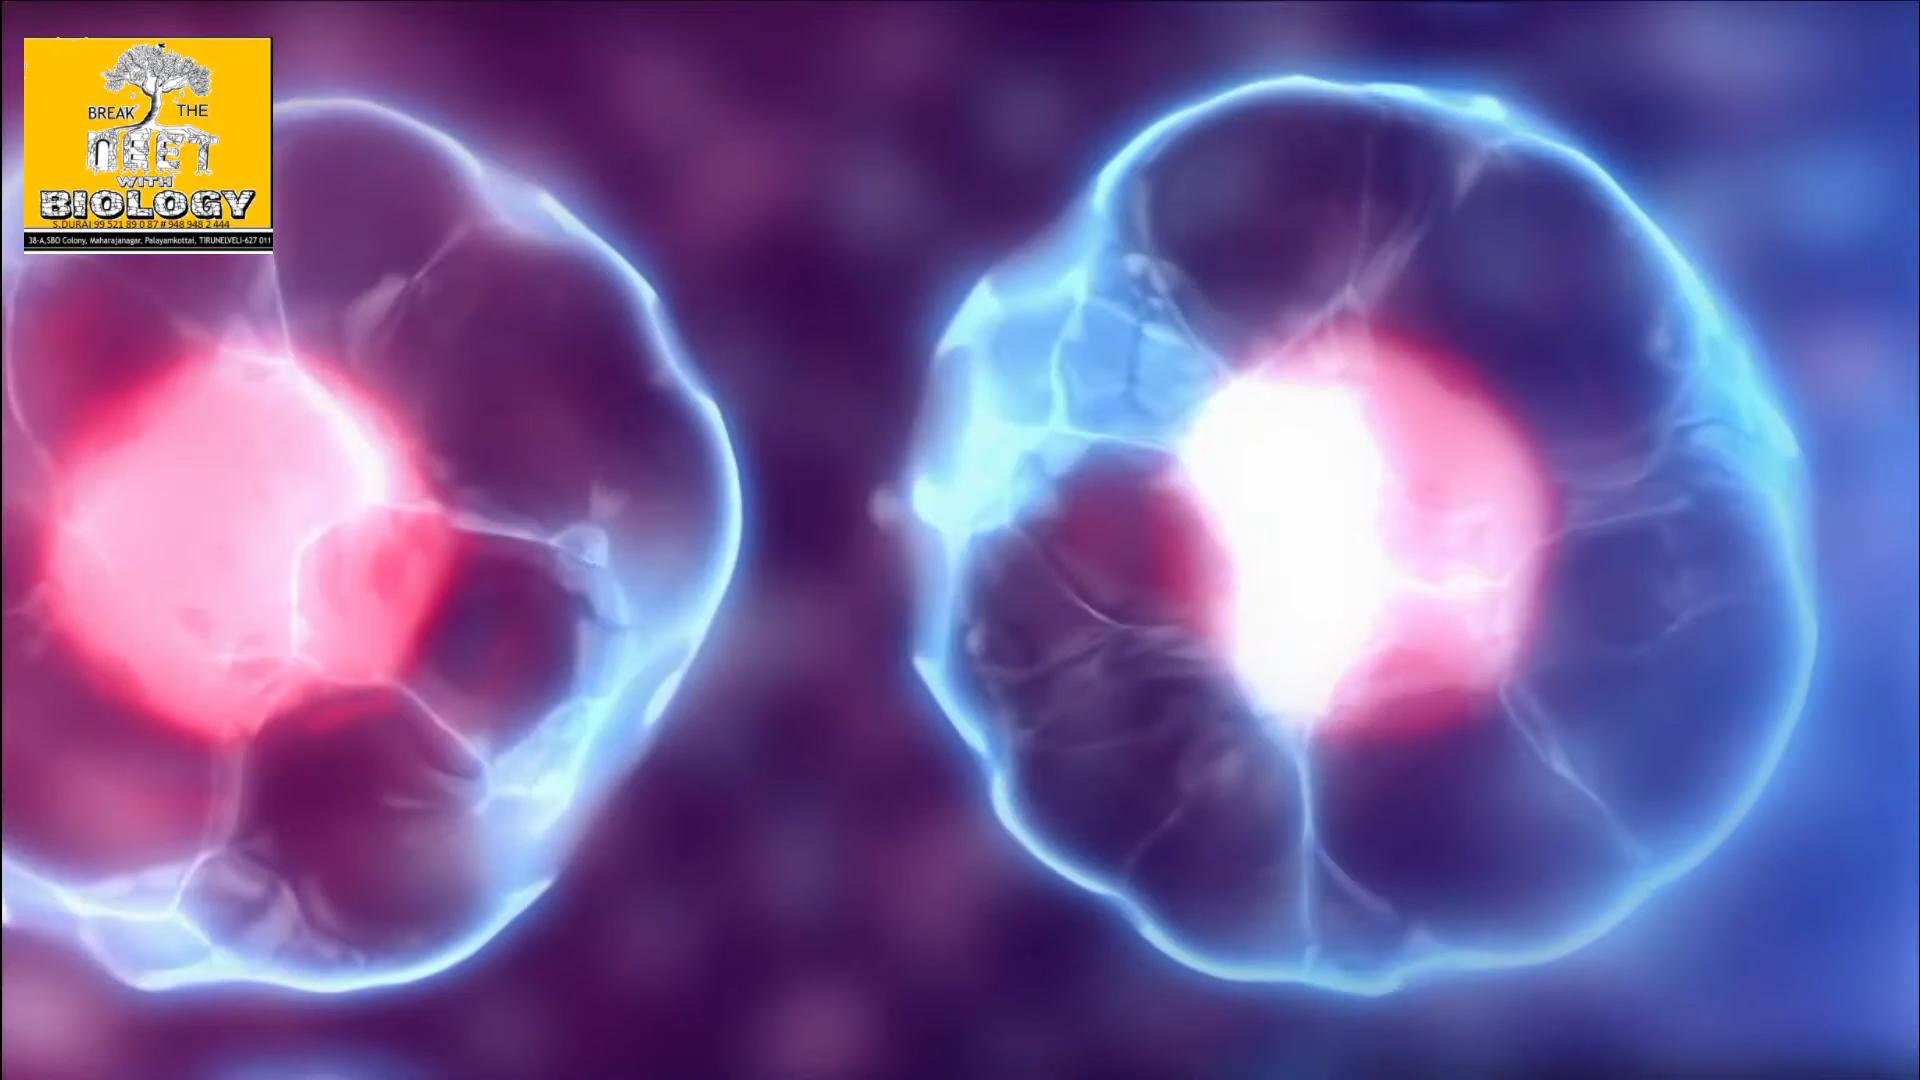 BREAK THE
NEET
WITH
BIOLOGY
S.DURAI 99 521 89 0 87 # 948 948 2 444
38-A,SBO Colony, Maharajanagar, Palayamkottai, TIRUNELVELI-627 011